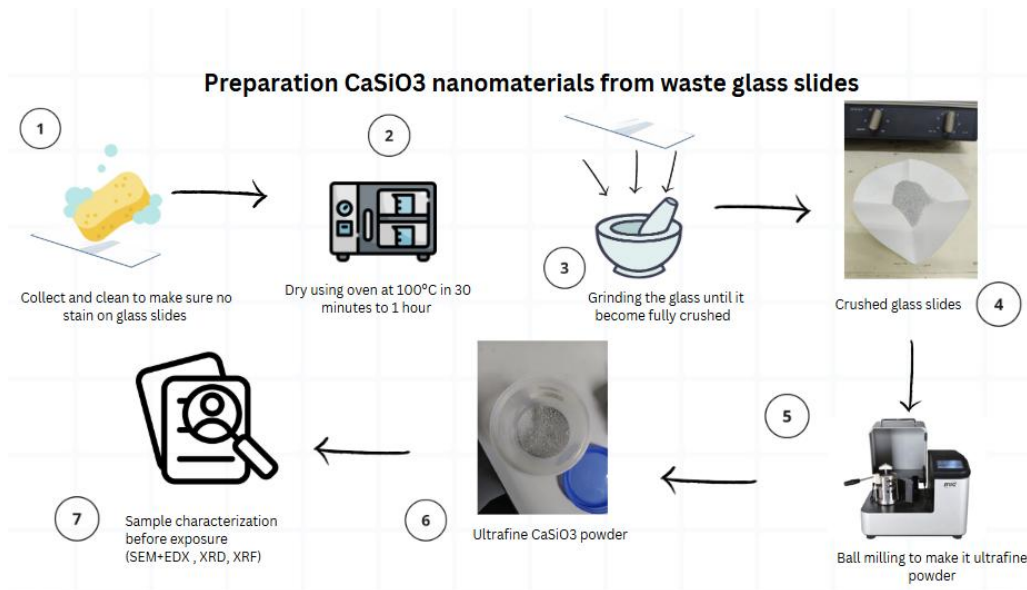 Preparation CaSiO3 nanomaterials from waste glass slides
1
Collect and clean to make sure no
stain on glass slides
2
Dry using oven at 100°C in 30
minutes to 1 hour
3
Grinding the glass until it
become fully crushed
Crushed glass slides
4
5
Ball milling to make it ultrafine
powder
6
Ultrafine CaSiO3 powder
7
Sample characterization
before exposure
(SEM+EDX , XRD, XRF)